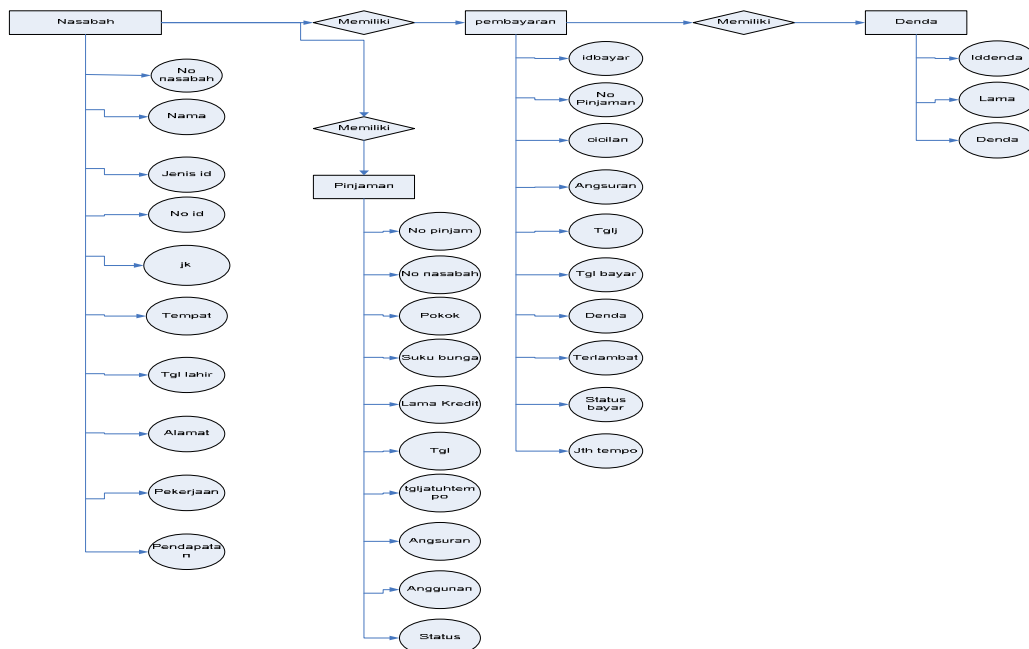 Nasabah
Memiliki
pembayaran
Memiliki
Denda
No
nasabah
Nama
Jenis id
No id
jk
Tempat
Tgl lahir
Alamat
Pekerjaan
Pendapata
n
Memiliki
Pinjaman
No pinjam
No nasabah
Pokok
Suku bunga
Lama Kredit
Tgl
tgljatuhtem
po
Angsuran
Anggunan
Status
idbayar
No
Pinjaman
cicilan
Angsuran
Tglj
Tgl bayar
Denda
Terlambat
Status
bayar
Jth tempo
Iddenda
Lama
Denda